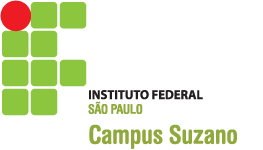 INSTITUTO FEDERAL
SÃO PAULO
Campus Suzano